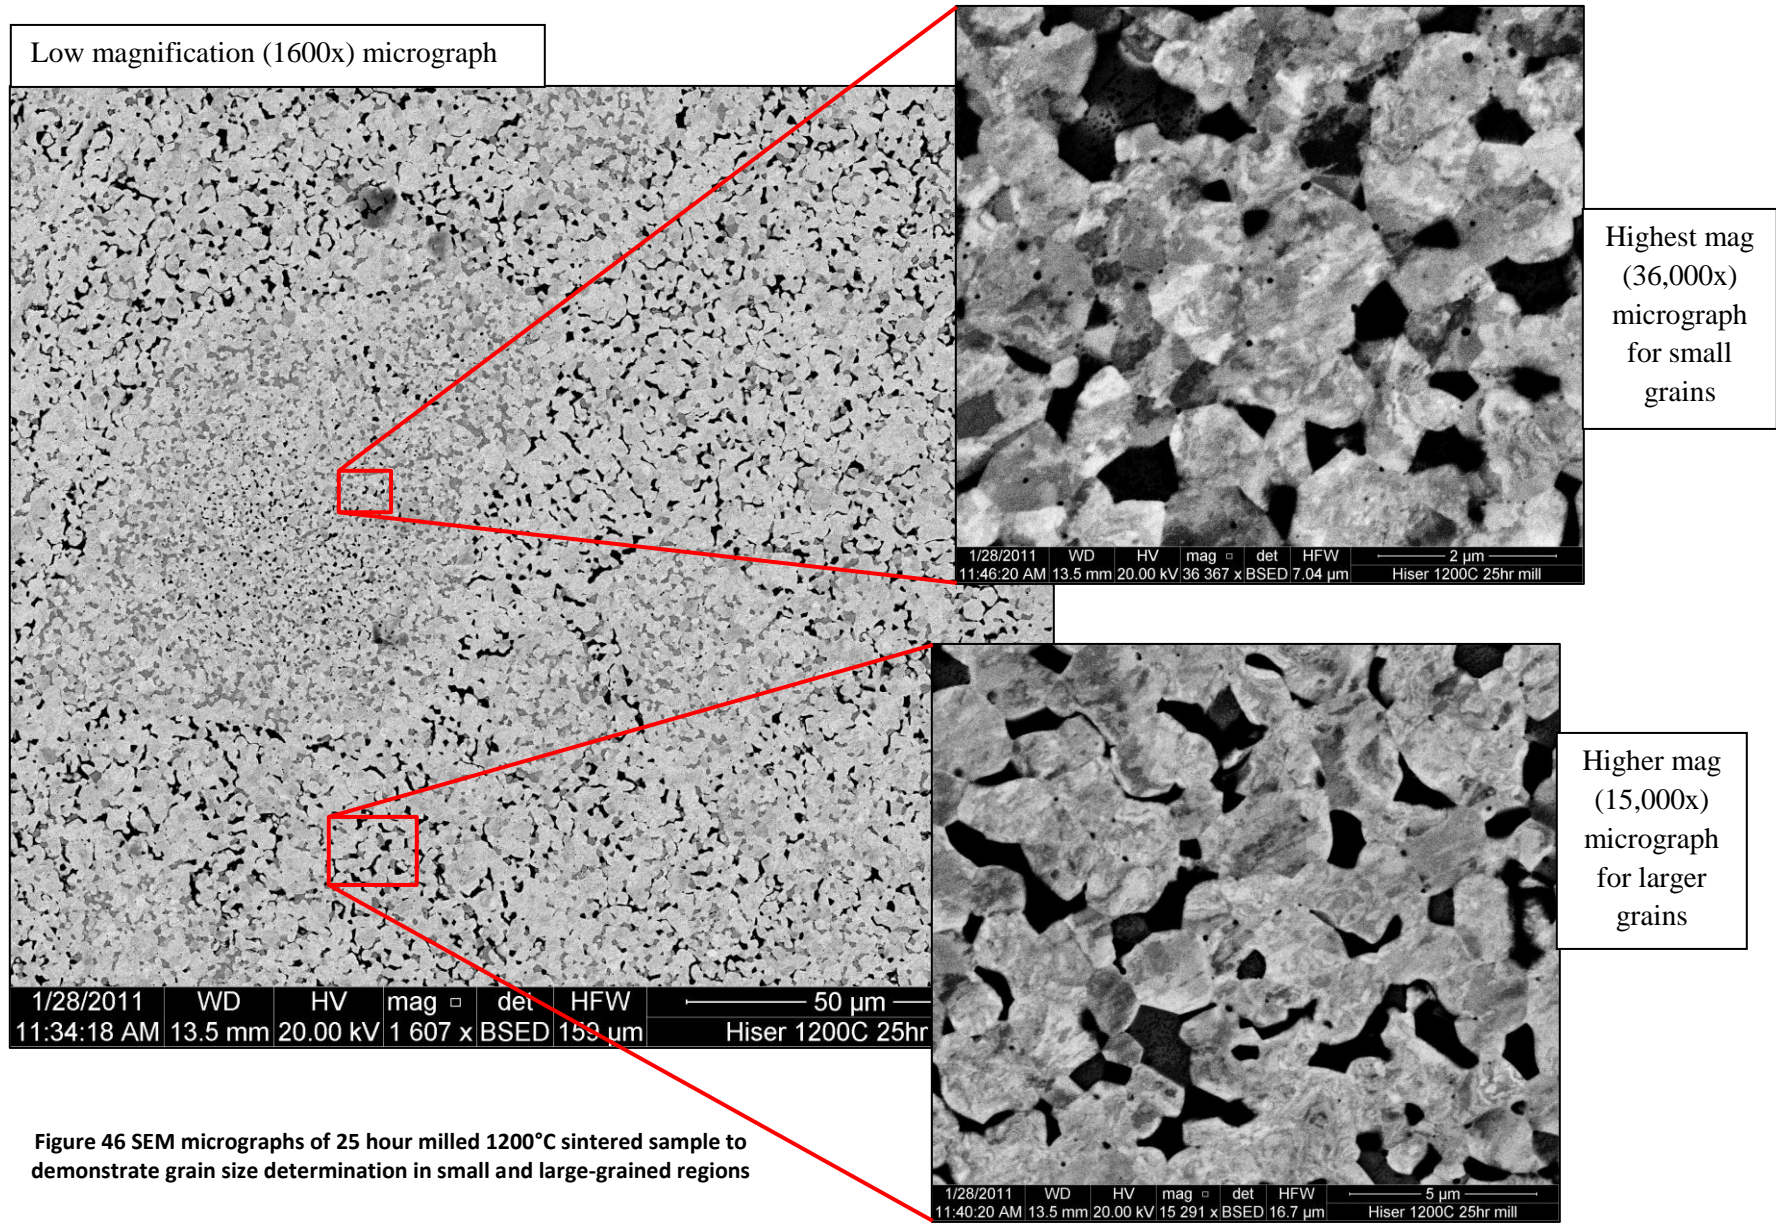 Low magnification (1600x) micrograph
1/28/2011 WD HV mag □ det HFW 2 µm
11:46:20 AM 13.5 mm 20.00 kV 36 367 x BSED 7.04 µm Hiser 1200C 25hr mill
Highest mag
(36,000x)
micrograph
for small
grains
1/28/2011 WD HV mag □ det HFW 50 µm
11:34:18 AM 13.5 mm 20.00 kV 1 607 x BSED 159 µm Hiser 1200C 25hr
Higher mag
(15,000x)
micrograph
for larger
grains
1/28/2011 WD HV mag □ det HFW 5 µm
11:40:20 AM 13.5 mm 20.00 kV 15 291 x BSED 16.7 µm Hiser 1200C 25hr mill
Figure 46 SEM micrographs of 25 hour milled 1200°C sintered sample to
demonstrate grain size determination in small and large-grained regions